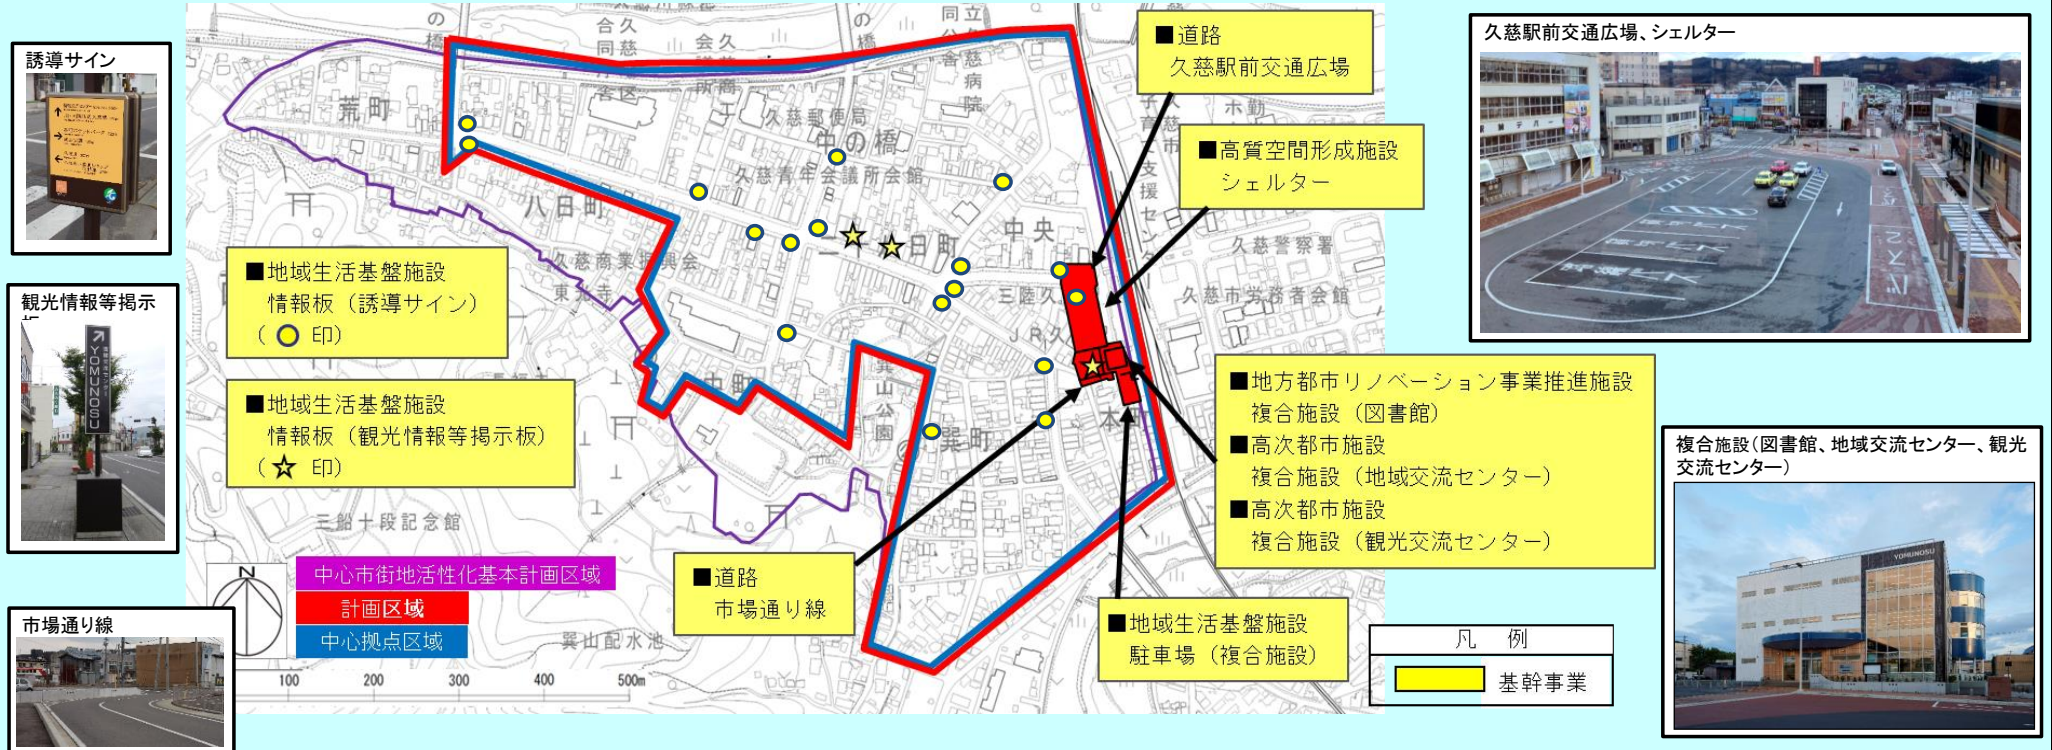 誘導サイン
観光情報等掲示
YOMUNOSU
市場通り線
■道路
久慈駅前交通広場
■高質空間形成施設
シェルター
久慈駅前交通広場、シェルター
■地域生活基盤施設
情報板（誘導サイン）
（ 印）
■地域生活基盤施設
情報板（観光情報等掲示板）
（☆ 印）
■地方都市リノベーション事業推進施設
複合施設（図書館）
■高次都市施設
複合施設（地域交流センター）
■高次都市施設
複合施設（観光交流センター）
複合施設（図書館、地域交流センター、観光
交流センター）
YOMUNOSU
■道路
市場通り線
■地域生活基盤施設
駐車場（複合施設）
凡 例
基幹事業
中心市街地活性化基本計画区域
計画区域
中心拠点区域
N
100 200 300 400 500m
荒町
八日町
久慈郵便局
中の橋
久慈青年会議所会館
中央
久慈商業振興会
東光寺
三陸久
JR久
久慈警察署
久慈市労務者会館
中町
巽山公園
巽町
本町
三船十段記念館
巽山配水池
の橋
の橋